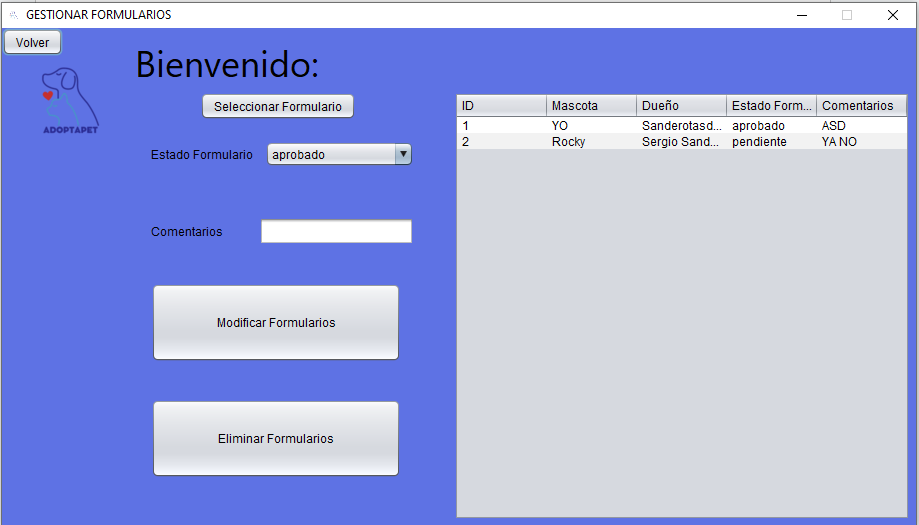 GESTIONAR FORMULARIOS
Volver
ADOPTAPET
Bienvenido:
Seleccionar Formulario
Estado Formulario aprobado
Comentarios
Modificar Formularios
Eliminar Formularios
ID Mascota Dueño Estado Form... Comentarios
1 YO Sanderotasd... aprobado ASD
2 Rocky Sergio Sand... pendiente YA NO